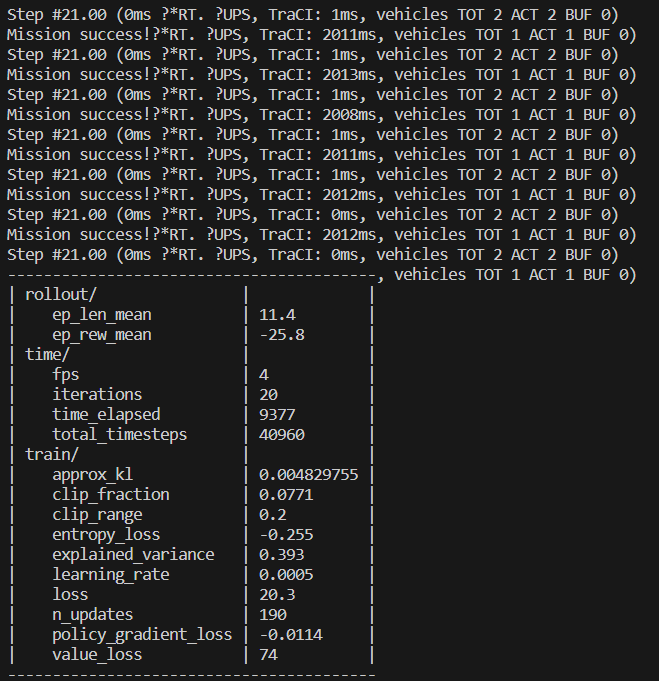 Step #21.00 (0ms ?*RT. ?UPS, TraCI: 1ms, vehicles TOT 2 ACT 2 BUF 0)
Mission success!?*RT. ?UPS, TraCI: 2011ms, vehicles TOT 1 ACT 1 BUF 0)
Step #21.00 (0ms ?*RT. ?UPS, TraCI: 1ms, vehicles TOT 2 ACT 2 BUF 0)
Mission success!?*RT. ?UPS, TraCI: 2013ms, vehicles TOT 1 ACT 1 BUF 0)
Step #21.00 (0ms ?*RT. ?UPS, TraCI: 1ms, vehicles TOT 2 ACT 2 BUF 0)
Mission success!?*RT. ?UPS, TraCI: 2008ms, vehicles TOT 1 ACT 1 BUF 0)
Step #21.00 (0ms ?*RT. ?UPS, TraCI: 1ms, vehicles TOT 2 ACT 2 BUF 0)
Mission success!?*RT. ?UPS, TraCI: 2011ms, vehicles TOT 1 ACT 1 BUF 0)
Step #21.00 (0ms ?*RT. ?UPS, TraCI: 1ms, vehicles TOT 2 ACT 2 BUF 0)
Mission success!?*RT. ?UPS, TraCI: 2012ms, vehicles TOT 1 ACT 1 BUF 0)
Step #21.00 (0ms ?*RT. ?UPS, TraCI: 0ms, vehicles TOT 2 ACT 2 BUF 0)
Mission success!?*RT. ?UPS, TraCI: 2012ms, vehicles TOT 1 ACT 1 BUF 0)
Step #21.00 (0ms ?*RT. ?UPS, TraCI: 0ms, vehicles TOT 2 ACT 2 BUF 0)
-----------------------------------------, vehicles TOT 1 ACT 1 BUF 0)
| rollout/                |             |
|    ep_len_mean          | 11.4        |
|    ep_rew_mean          | -25.8       |
| time/                   |             |
|    fps                  | 4           |
|    iterations           | 20          |
|    time_elapsed         | 9377        |
|    total_timesteps      | 40960       |
| train/                  |             |
|    approx_kl            | 0.004829755 |
|    clip_fraction        | 0.0771      |
|    clip_range           | 0.2         |
|    entropy_loss         | -0.255      |
|    explained_variance   | 0.393       |
|    learning_rate        | 0.0005      |
|    loss                 | 20.3        |
|    n_updates            | 190         |
|    policy_gradient_loss | -0.0114     |
|    value_loss           | 74          |
-----------------------------------------